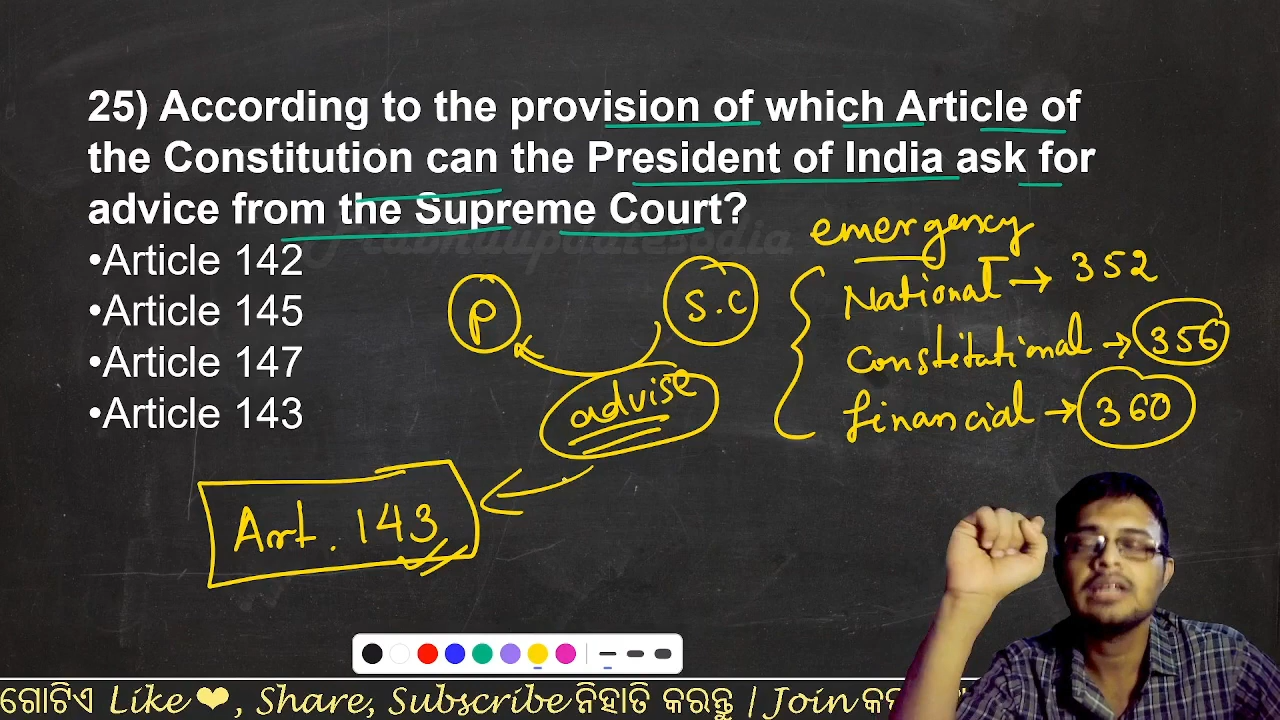 25) According to the provision of which Article of
the Constitution can the President of India ask for
advice from the Supreme Court?
Prabhuupdatesodia
•Article 142
•Article 145
•Article 147
•Article 143
emergency
National → 352
Constitational → 356
financial → 360
P
S.C
advise
Art. 143
ଗୋଟିଏ Like ❤, Share, Subscribe ନିହାତି କରନ୍ତୁ | Join